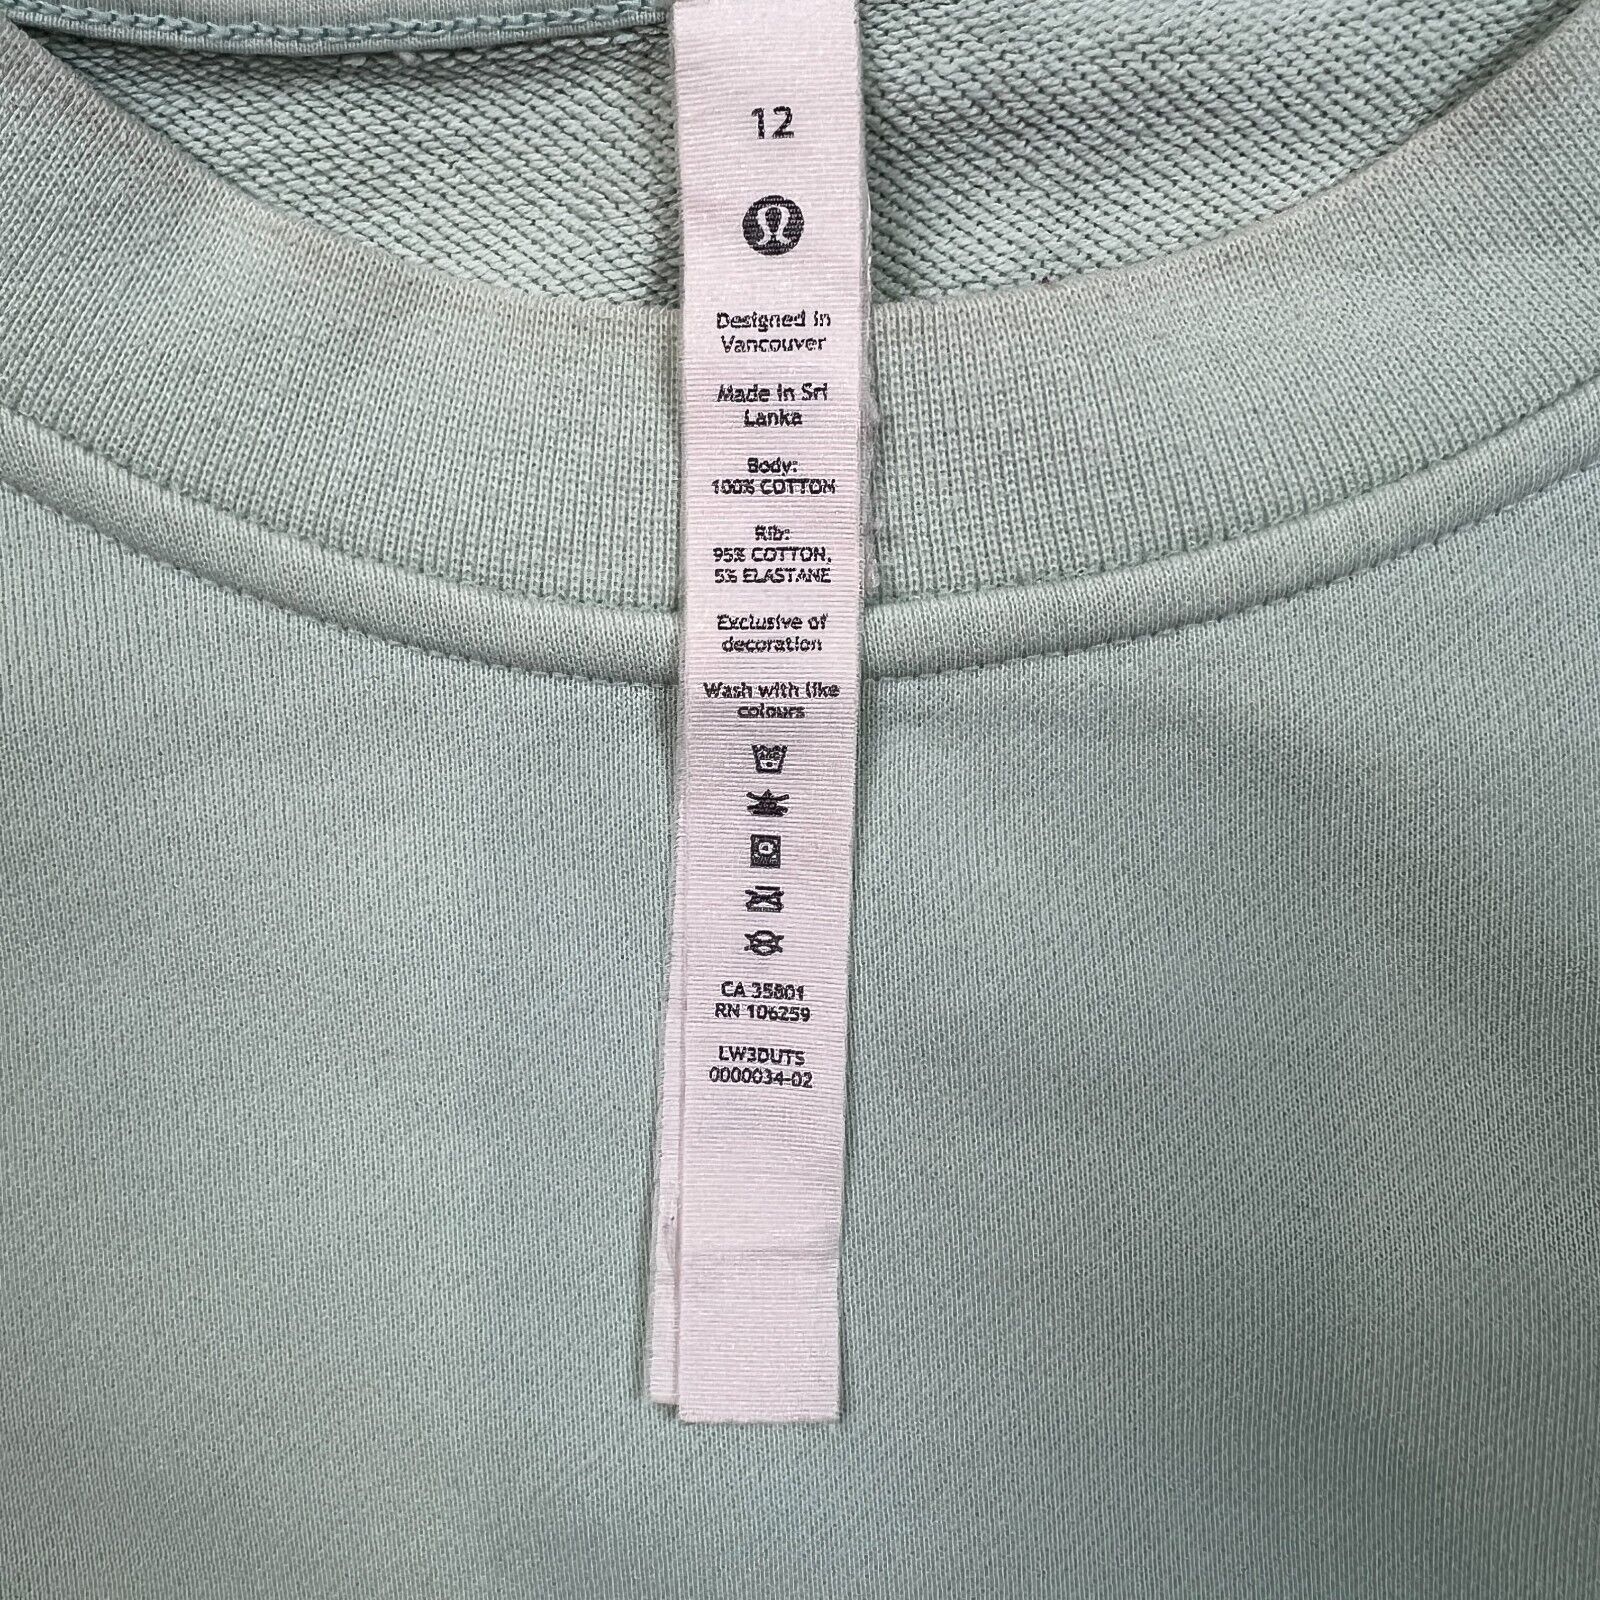 12
Designed in
Vancouver
Made in Sri
Lanka
Body:
100% COTTON
Rib:
95% COTTON,
5% ELASTANE
Exclusive of
decoration
Wash with like
colours
CA 35801
RN 106259
LW3DUTS
0000034-02